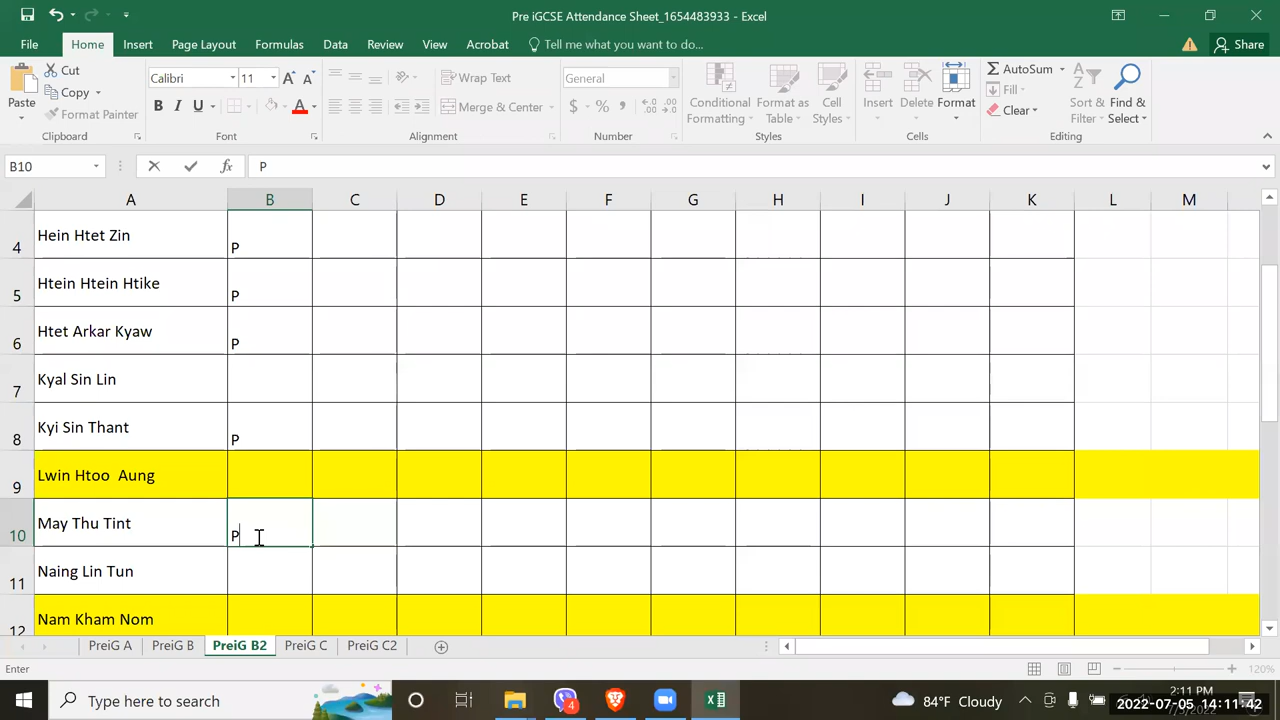 Pre iGCSE Attendance Sheet_1654483933 - Excel
File Home Insert Page Layout Formulas Data Review View Acrobat Tell me what you want to do... Share
Paste Cut Copy Format Painter Clipboard
Calibri 11 B I U A Font
Wrap Text Merge & Center Alignment
General $ % , Number
Conditional Formatting Format as Table Cell Styles Styles
Insert Delete Format Cells
AutoSum Fill Clear Sort & Filter Find & Select Editing
B10 fx P
A B C D E F G H I J K L M
4 Hein Htet Zin P
5 Htein Htein Htike P
6 Htet Arkar Kyaw P
7 Kyal Sin Lin
8 Kyi Sin Thant P
9 Lwin Htoo  Aung
10 May Thu Tint P
11 Naing Lin Tun
12 Nam Kham Nom
PreiG A PreiG B PreiG B2 PreiG C PreiG C2
Enter 120%
Type here to search 4 84°F Cloudy 2:11 PM
2022-07-05 14:11:42